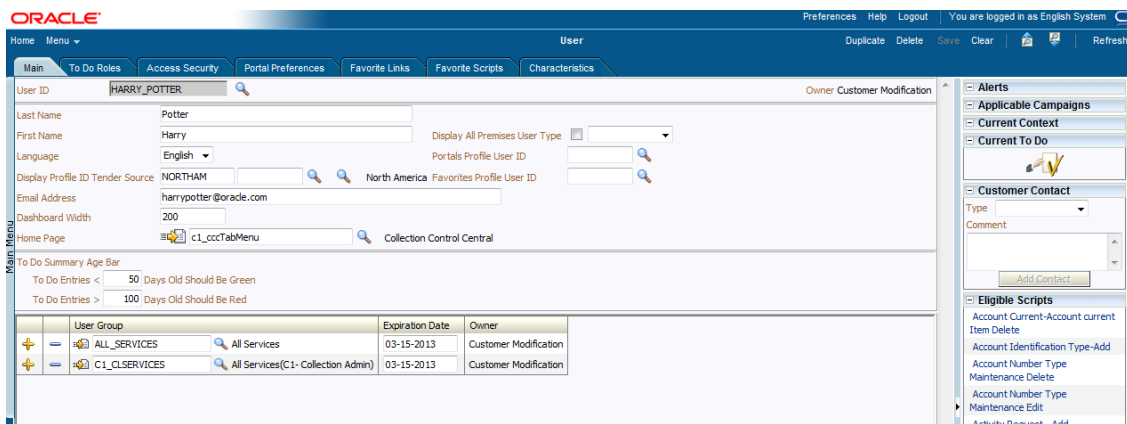 ORACLE
Preferences Help Logout You are logged in as English System
Home Menu User Duplicate Delete Save Clear Refresh
Main To Do Roles Access Security Portal Preferences Favorite Links Favorite Scripts Characteristics
User ID HARRY_POTTER Owner Customer Modification
Last Name Potter
First Name Harry Display All Premises User Type
Language English Portals Profile User ID
Display Profile ID Tender Source NORTHAM North America Favorites Profile User ID
Email Address harrypotter@oracle.com
Dashboard Width 200
Home Page c1_cccTabMenu Collection Control Central
To Do Summary Age Bar
To Do Entries < 50 Days Old Should Be Green
To Do Entries > 100 Days Old Should Be Red
User Group Expiration Date Owner
ALL_SERVICES All Services 03-15-2013 Customer Modification
C1_CLSERVICES All Services(C1- Collection Admin) 03-15-2013 Customer Modification
Main Menu
Alerts
Applicable Campaigns
Current Context
Current To Do
Customer Contact
Type
Comment
Add Contact
Eligible Scripts
Account Current-Account current
Item Delete
Account Identification Type-Add
Account Number Type
Maintenance Delete
Account Number Type
Maintenance Edit
Activity Request - Add